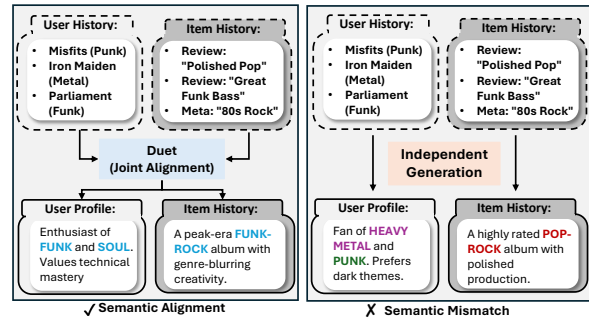 User History:
• Misfits (Punk)
• Iron Maiden
(Metal)
• Parliament
(Funk)
Item History:
• Review:
"Polished Pop"
• Review: "Great
Funk Bass"
• Meta: "80s Rock"
Duet
(Joint Alignment)
User Profile:
Enthusiast of
FUNK and SOUL.
Values technical
mastery
Item History:
A peak-era FUNK-
ROCK album with
genre-blurring
creativity.
✓ Semantic Alignment
User History:
• Misfits (Punk)
• Iron Maiden
(Metal)
• Parliament
(Funk)
Item History:
• Review:
"Polished Pop"
• Review: "Great
Funk Bass"
• Meta: "80s Rock"
Independent
Generation
User Profile:
Fan of HEAVY
METAL and
PUNK. Prefers
dark themes.
Item History:
A highly rated POP-
ROCK album with
polished
production.
✗ Semantic Mismatch